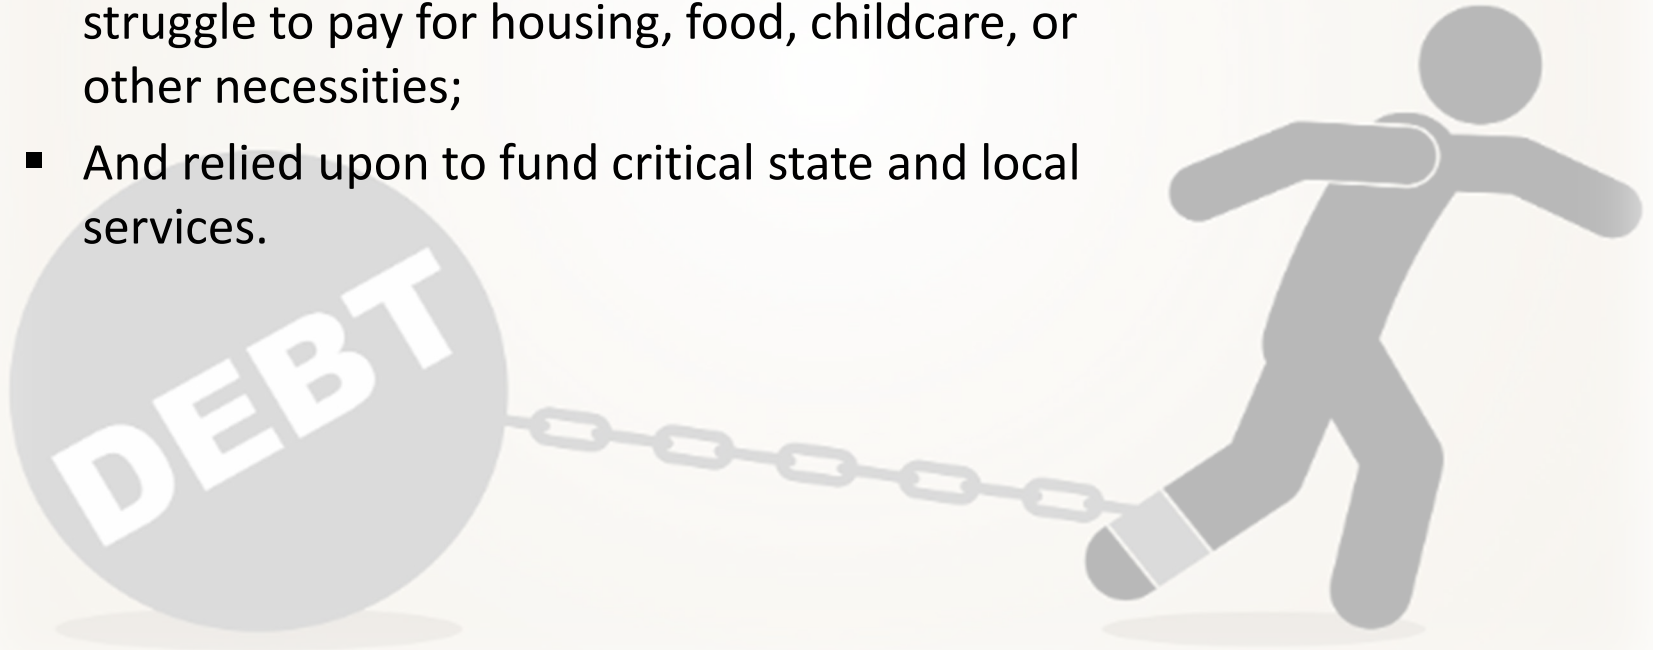 struggle to pay for housing, food, childcare, or
other necessities;
▪ And relied upon to fund critical state and local
services.
DEBT